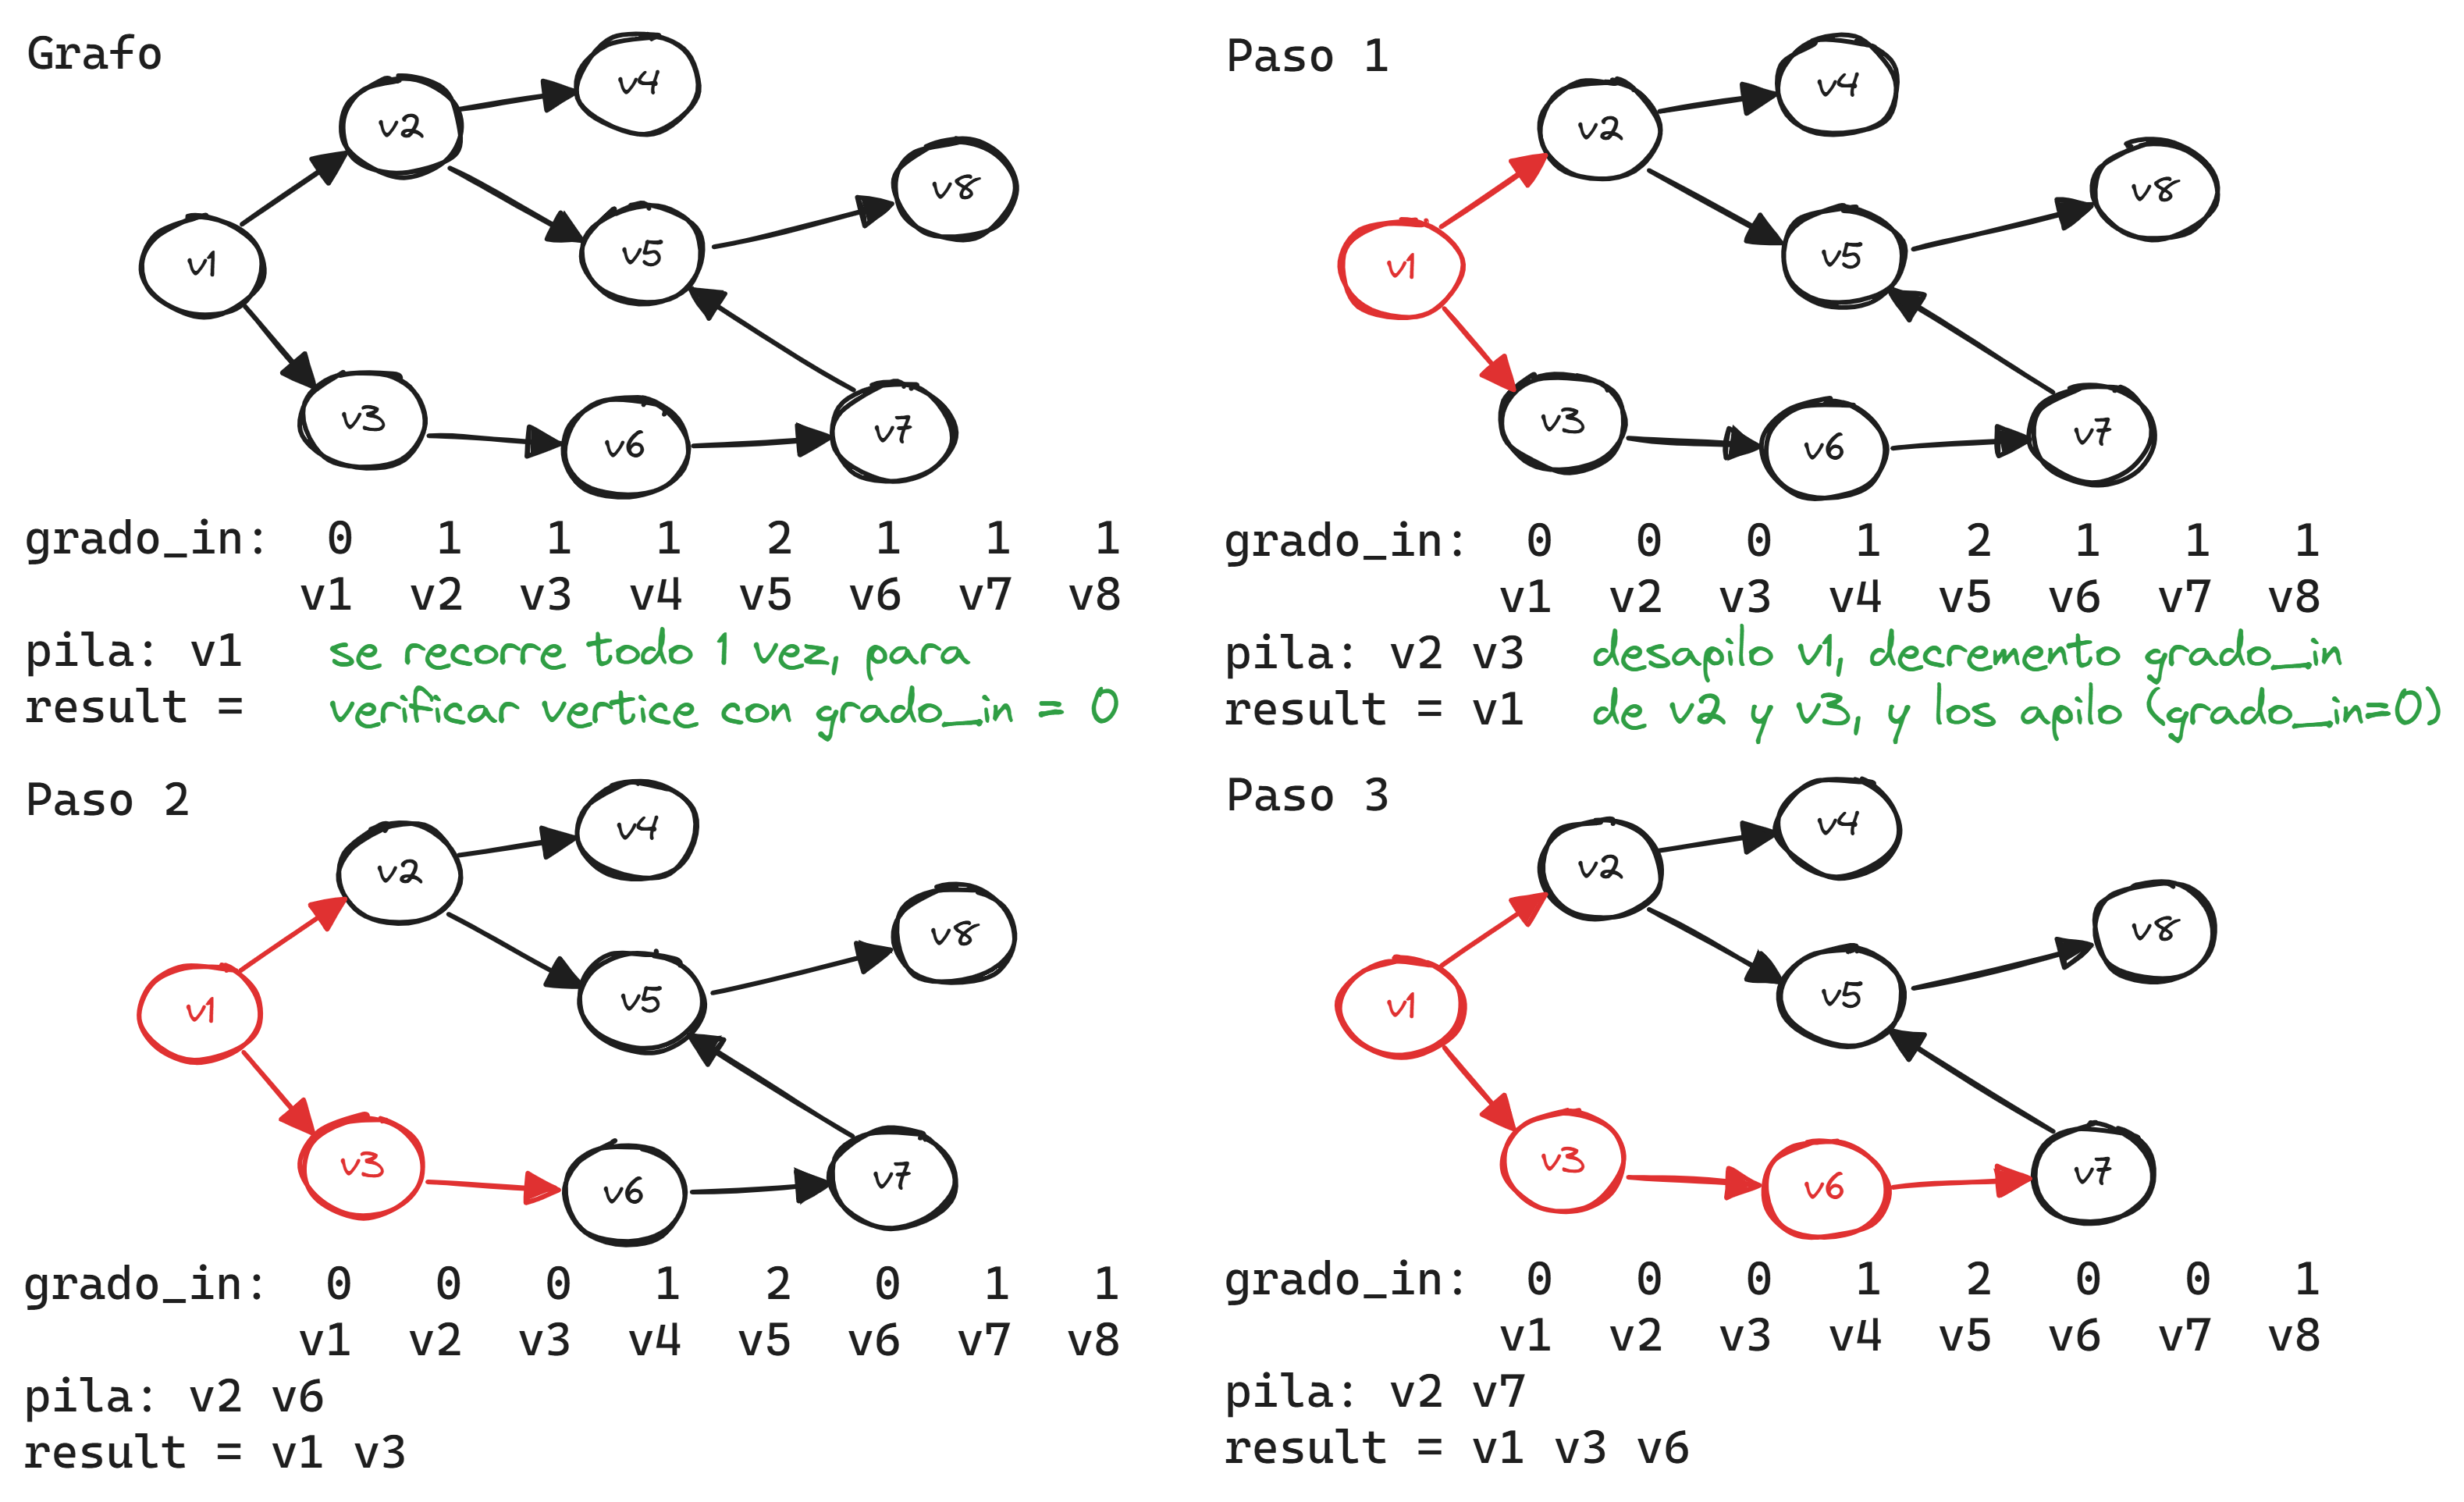 Grafo
v4
v2
v8
v5
v1
v3
v6
v7
grado_in: 0 1 1 1 2 1 1 1
v1 v2 v3 v4 v5 v6 v7 v8
pila: v1 se recorre todo 1 vez, para
result = verificar vertice con grado_in = 0
Paso 1
v4
v2
v8
v5
v1
v3
v6
v7
grado_in: 0 0 0 1 2 1 1 1
v1 v2 v3 v4 v5 v6 v7 v8
pila: v2 v3 desapilo v1, decremento grado_in
result = v1 de v2 y v3, y los apilo (grado_in=0)
Paso 2
v4
v2
v8
v5
v1
v3
v6
v7
grado_in: 0 0 0 1 2 0 1 1
v1 v2 v3 v4 v5 v6 v7 v8
pila: v2 v6
result = v1 v3
Paso 3
v4
v2
v8
v5
v1
v3
v6
v7
grado_in: 0 0 0 1 2 0 0 1
v1 v2 v3 v4 v5 v6 v7 v8
pila: v2 v7
result = v1 v3 v6